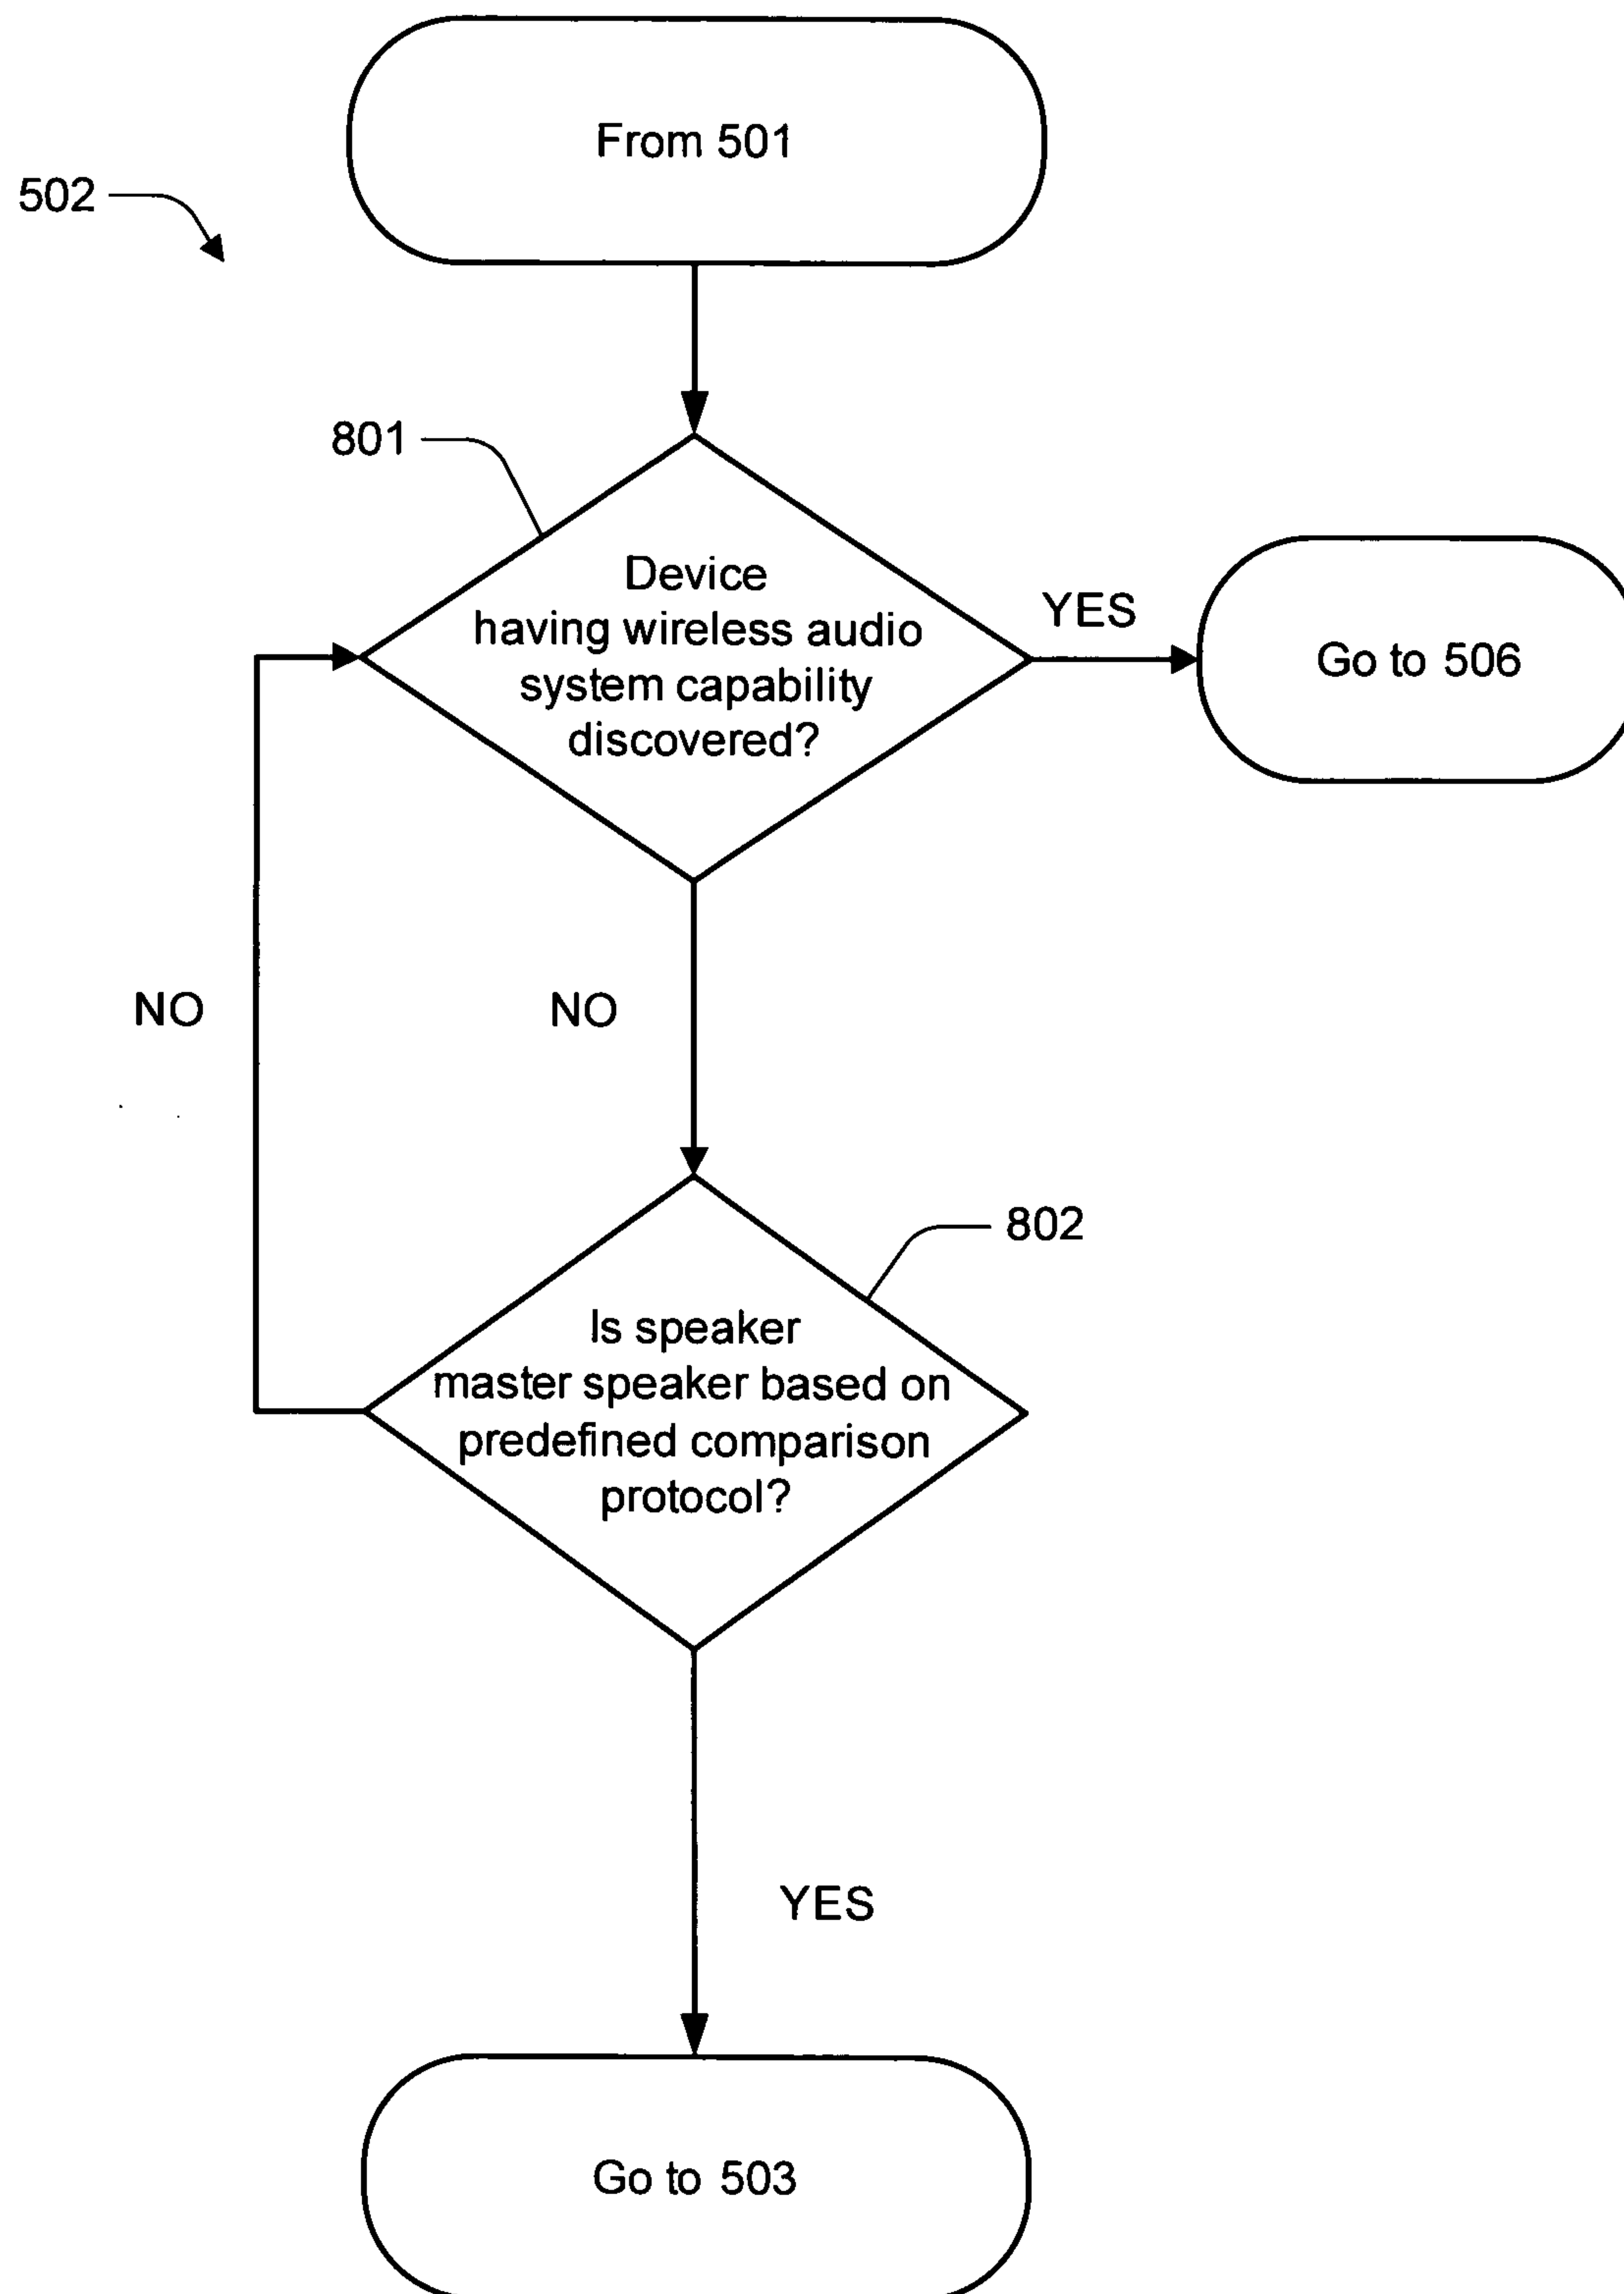 From 501
502
801
Device
having wireless audio
system capability
discovered?
YES
Go to 506
NO
NO
802
Is speaker
master speaker based on
predefined comparison
protocol?
YES
Go to 503